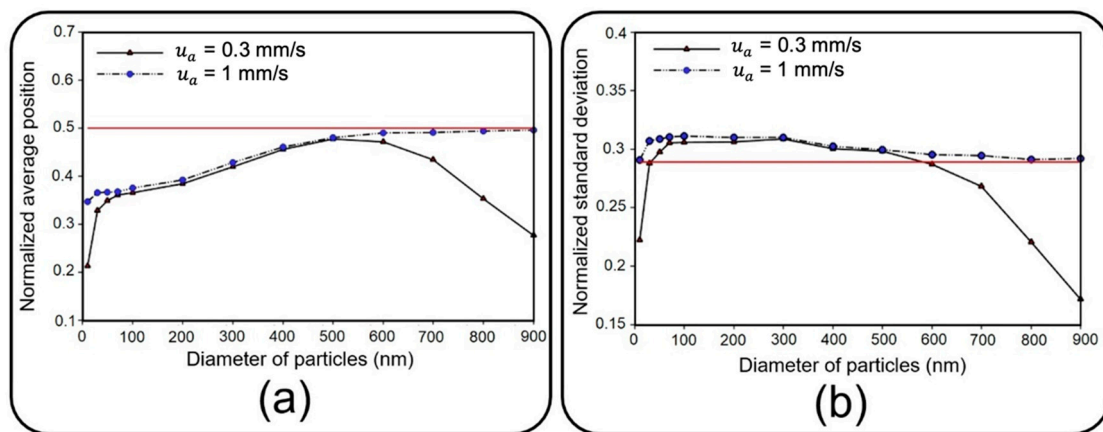 0.7
0.6
0.5
0.4
0.3
0.2
0.1
Normalized average position
u_a = 0.3 mm/s
u_a = 1 mm/s
0 100 200 300 400 500 600 700 800 900
Diameter of particles (nm)
(a)
0.4
0.35
0.3
0.25
0.2
0.15
Normalized standard deviation
u_a = 0.3 mm/s
u_a = 1 mm/s
0 100 200 300 400 500 600 700 800 900
Diameter of particles (nm)
(b)